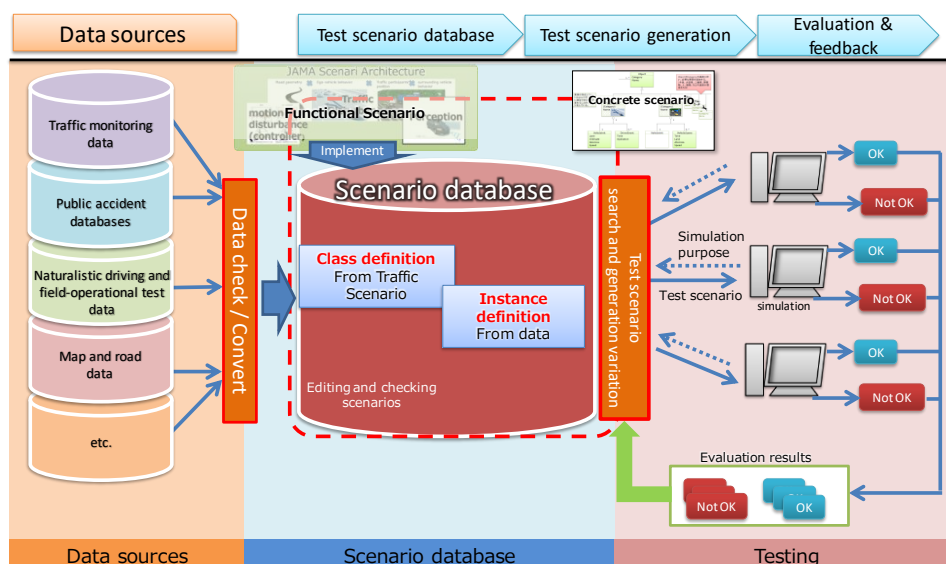 Data sources
Test scenario database
Test scenario generation
Evaluation &
feedback
JAMA Scenari Architecture
Traffic
Functional Scenario
motion
disturbance
(controller)
Concrete scenario
Implement
Traffic monitoring
data
Public accident
databases
Naturalistic driving and
field-operational test
data
Map and road
data
etc.
Data check / Convert
Scenario database
Class definition
From Traffic
Scenario
Instance
definition
From data
Editing and checking
scenarios
Test scenario
search and generation variation
Simulation
purpose
Test scenario
simulation
OK
Not OK
OK
Not OK
OK
Not OK
Evaluation results
Not OK
OK
Data sources
Scenario database
Testing